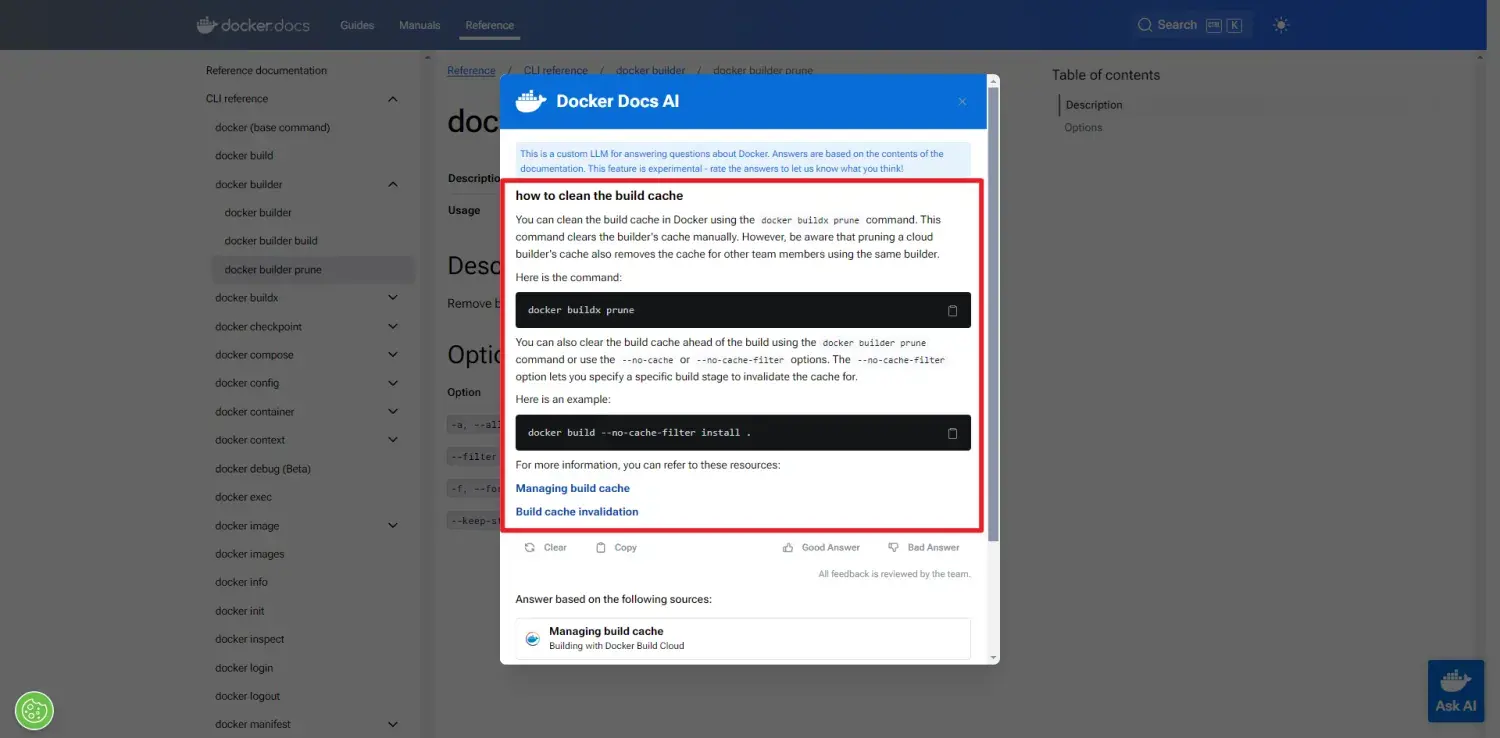 docker docs
Guides
Manuals
Reference
Search
CTRL
K
Reference documentation
CLI reference
docker (base command)
docker build
docker builder
docker builder
docker builder build
docker builder prune
docker buildx
docker checkpoint
docker compose
docker config
docker container
docker context
docker debug (Beta)
docker exec
docker image
docker images
docker info
docker init
docker inspect
docker login
docker logout
docker manifest
Reference / CLI reference / docker builder / docker builder prune
doc
Descriptio
Usage
Desc
Remove b
Optio
Option
-a, --all
--filter
-f, --for
--keep-st
Docker Docs AI
This is a custom LLM for answering questions about Docker. Answers are based on the contents of the
documentation. This feature is experimental - rate the answers to let us know what you think!
how to clean the build cache
You can clean the build cache in Docker using the docker buildx prune command. This
command clears the builder's cache manually. However, be aware that pruning a cloud
builder's cache also removes the cache for other team members using the same builder.
Here is the command:
docker buildx prune
You can also clear the build cache ahead of the build using the docker builder prune
command or use the --no-cache or --no-cache-filter options. The --no-cache-filter
option lets you specify a specific build stage to invalidate the cache for.
Here is an example:
docker build --no-cache-filter install .
For more information, you can refer to these resources:
Managing build cache
Build cache invalidation
Clear
Copy
Good Answer
Bad Answer
All feedback is reviewed by the team.
Answer based on the following sources:
Managing build cache
Building with Docker Build Cloud
Table of contents
Description
Options
Ask AI